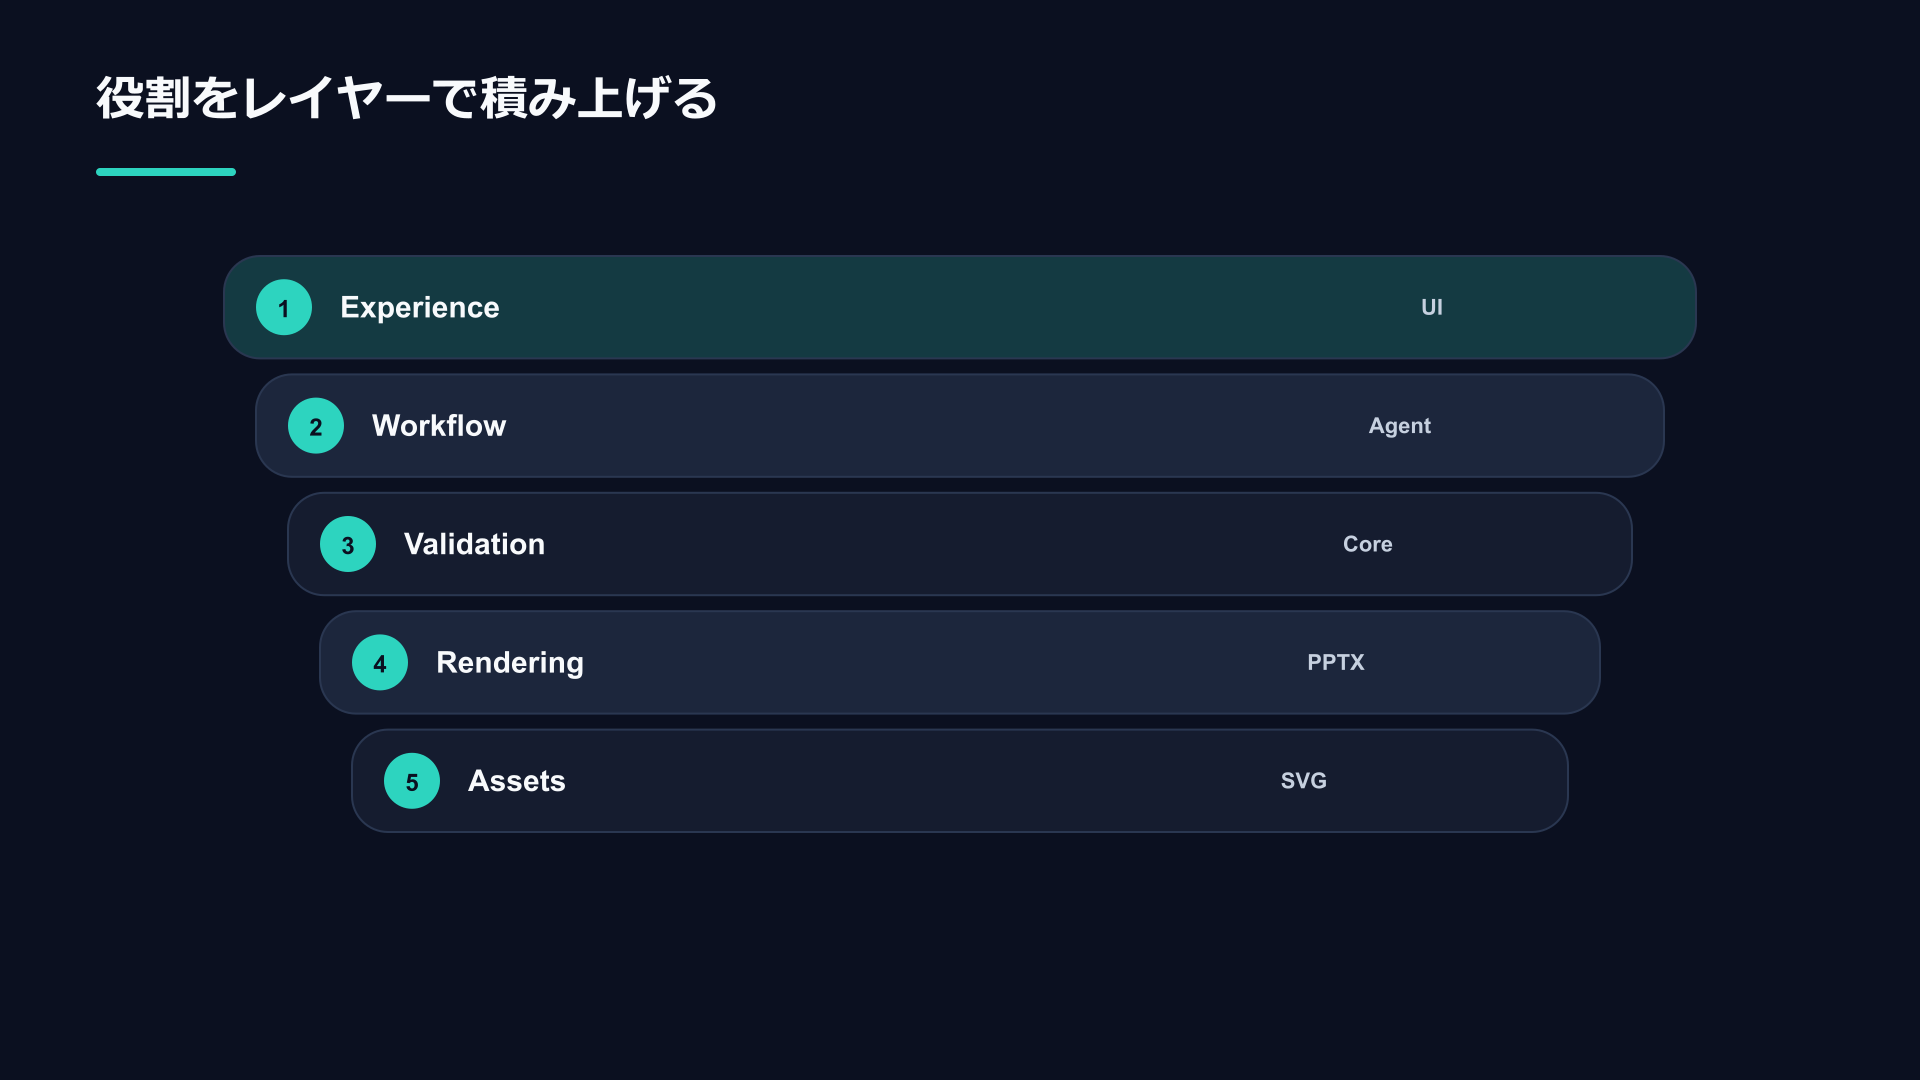 役割をレイヤーで積み上げる
1 Experience UI
2 Workflow Agent
3 Validation Core
4 Rendering PPTX
5 Assets SVG